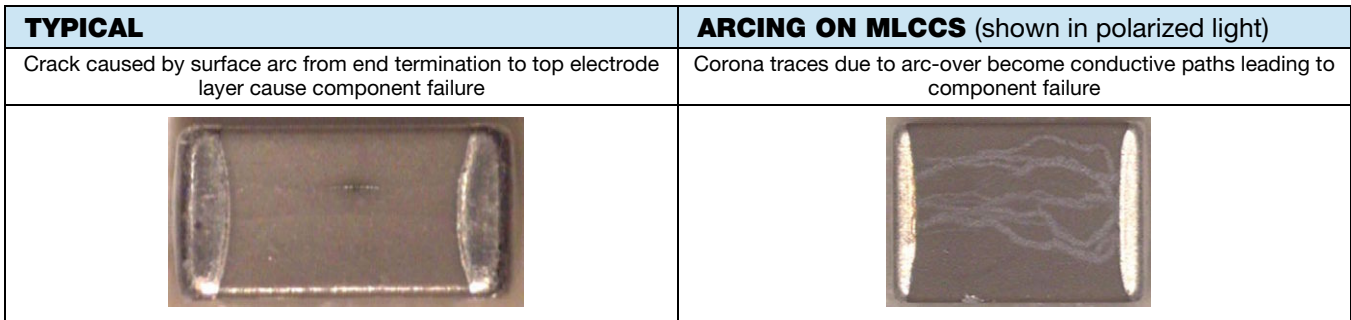 TYPICAL
ARCING ON MLCCS (shown in polarized light)
Crack caused by surface arc from end termination to top electrode
layer cause component failure
Corona traces due to arc-over become conductive paths leading to
component failure